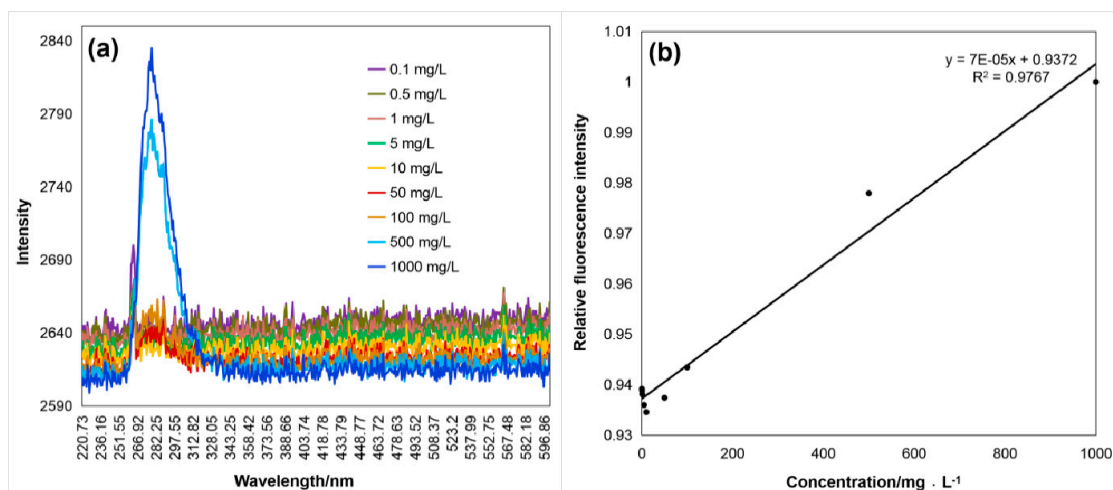 (a)
2840
2790
2740
2690
2640
2590
Intensity
0.1 mg/L
0.5 mg/L
1 mg/L
5 mg/L
10 mg/L
50 mg/L
100 mg/L
500 mg/L
1000 mg/L
220.73 236.16 251.55 266.92 282.25 297.55 312.82 328.05 343.25 358.42 373.56 388.66 403.74 418.78 433.79 448.77 463.72 478.63 493.52 508.37 523.2 537.99 552.75 567.48 582.18 596.86
Wavelength/nm
(b)
y = 7E-05x + 0.9372
R² = 0.9767
1.01
1
0.99
0.98
0.97
0.96
0.95
0.94
0.93
Relative fluorescence intensity
0 200 400 600 800 1000
Concentration/mg · L⁻¹